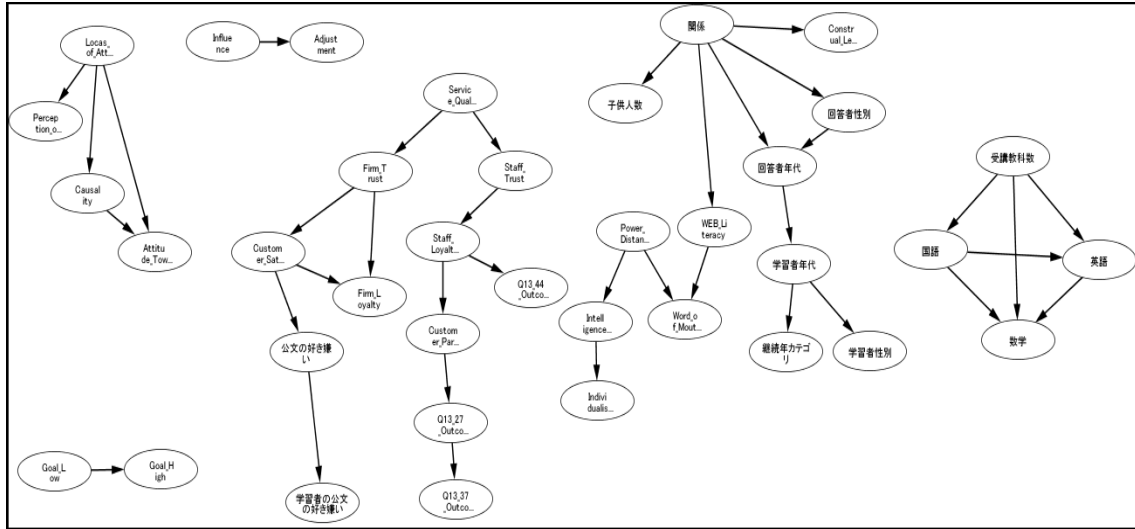 Locas_
of_Att...
Influe
nce
Adjust
ment
関係
Constr
ual_Le...
Percep
tion_o...
Servic
e_Qual...
子供人数
回答者性別
Causal
ity
Firm_T
rust
Staff_
Trust
回答者年代
受講教科数
Attitu
de_Tow...
Custom
er_Sat...
Staff_
Loyalt...
Power_
Distan...
WEB_Li
teracy
学習者年代
国語
英語
Firm_L
oyalty
Q13_44
_Outco...
Intell
igence...
Word_o
f_Mout...
公文の好き嫌
い
Custom
er_Par...
継続年カテゴ
リ
学習者性別
数学
Indivi
dualis...
Q13_27
_Outco...
Goal_L
ow
Goal_H
igh
学習者の公文
の好き嫌い
Q13_37
_Outco...